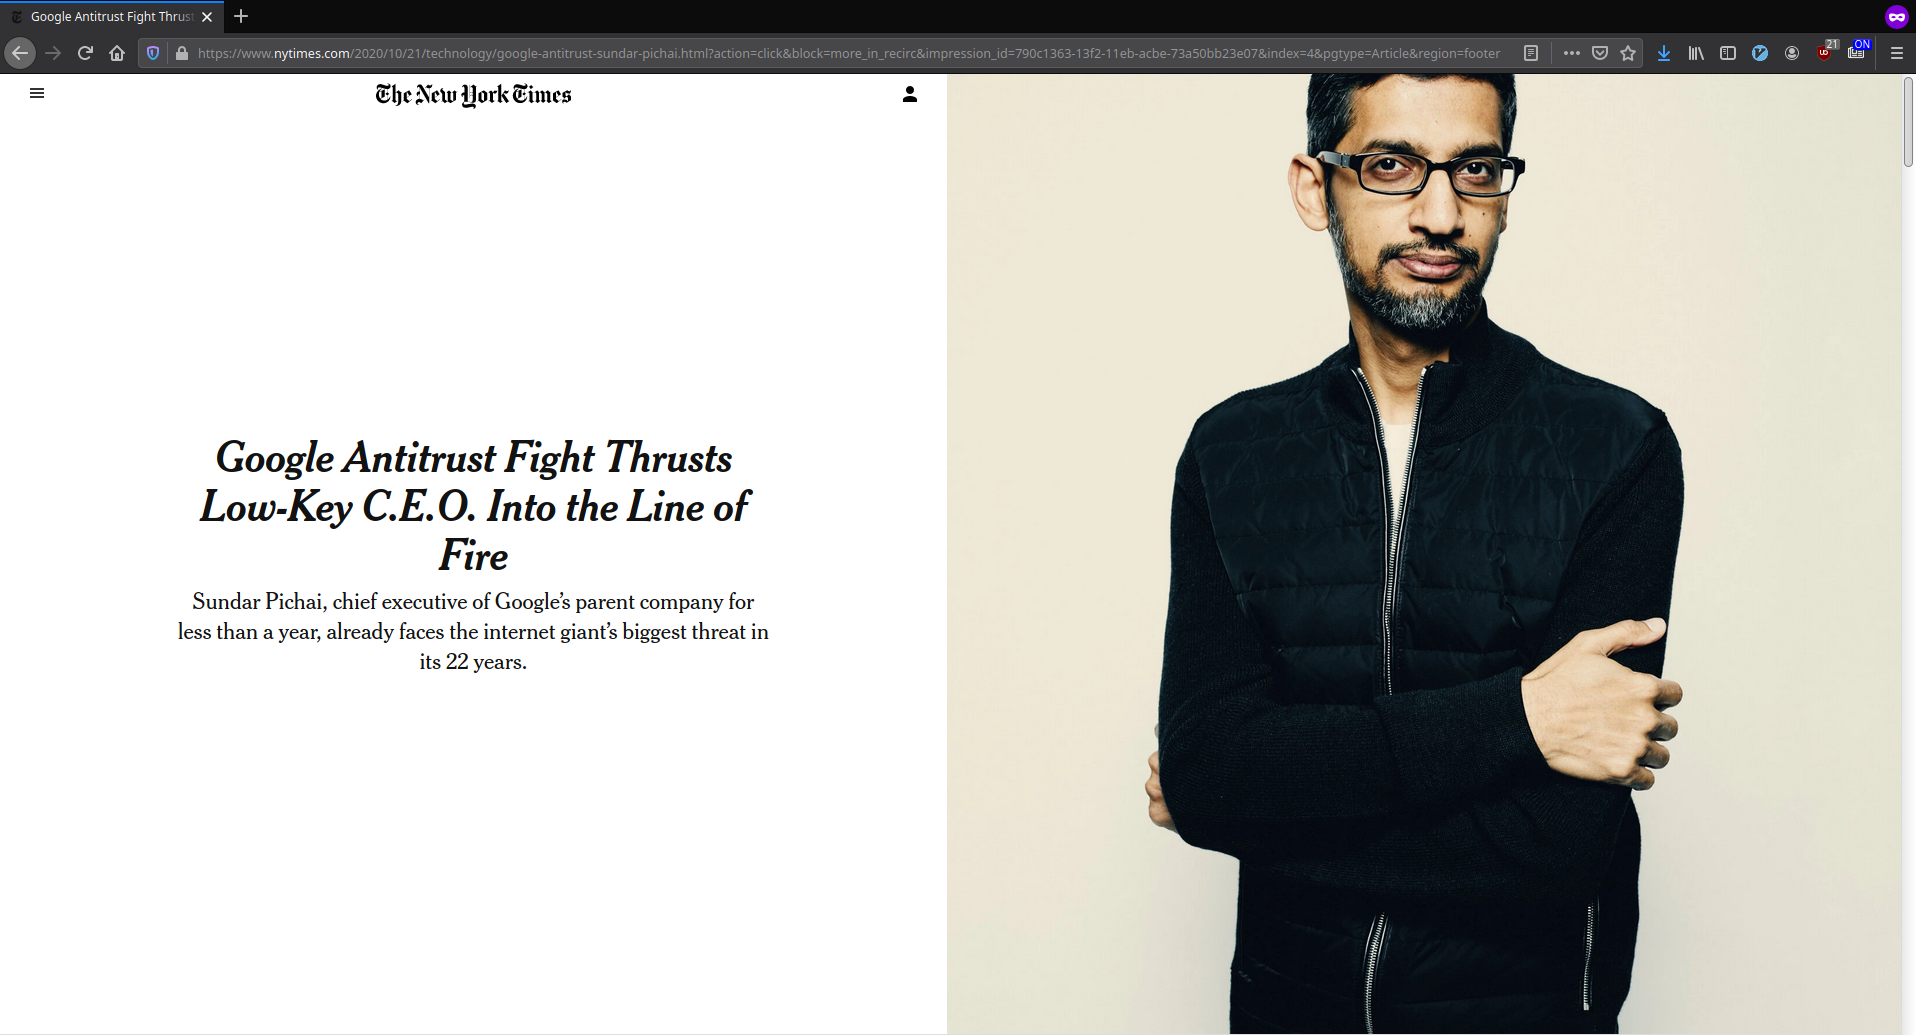 Google Antitrust Fight Thrust
https://www.nytimes.com/2020/10/21/technology/google-antitrust-sundar-pichai.html?action=click&block=more_in_recirc&impression_id=790c1363-13f2-11eb-acbe-73a50bb23e07&index=4&pgtype=Article&region=footer
21
ON
The New York Times
Google Antitrust Fight Thrusts
Low-Key C.E.O. Into the Line of
Fire
Sundar Pichai, chief executive of Google’s parent company for
less than a year, already faces the internet giant’s biggest threat in
its 22 years.